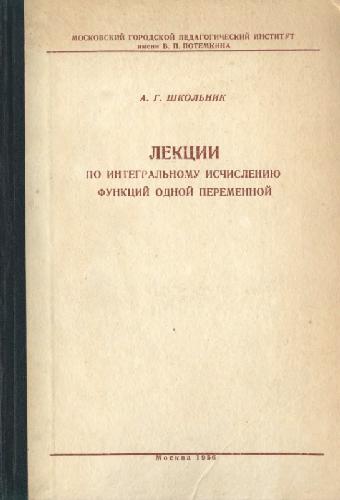 МОСКОВСКИЙ ГОРОДСКОЙ ПЕДАГОГИЧЕСКИЙ ИНСТИТУТ
имени В. П. ПОТЕМКИНА
А. Г. ШКОЛЬНИК
ЛЕКЦИИ
ПО ИНТЕГРАЛЬНОМУ ИСЧИСЛЕНИЮ
ФУНКЦИЙ ОДНОЙ ПЕРЕМЕННОЙ
Москва 1956